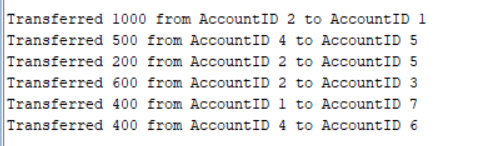 Transferred 1000 from AccountID 2 to AccountID 1
Transferred 500 from AccountID 4 to AccountID 5
Transferred 200 from AccountID 2 to AccountID 5
Transferred 600 from AccountID 2 to AccountID 3
Transferred 400 from AccountID 1 to AccountID 7
Transferred 400 from AccountID 4 to AccountID 6